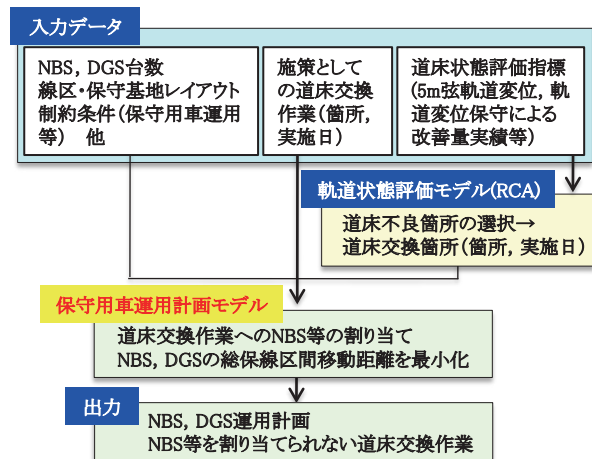 入力データ
NBS, DGS台数
線区・保守基地レイアウト
制約条件(保守用車運用
等) 他
施策として
の道床交換
作業(箇所,
実施日)
道床状態評価指標
(5m弦軌道変位, 軌
道変位保守による
改善量実績等)
軌道状態評価モデル(RCA)
道床不良箇所の選択→
道床交換箇所(箇所, 実施日)
保守用車運用計画モデル
道床交換作業へのNBS等の割り当て
NBS, DGSの総保線区間移動距離を最小化
出力
NBS, DGS運用計画
NBS等を割り当てられない道床交換作業